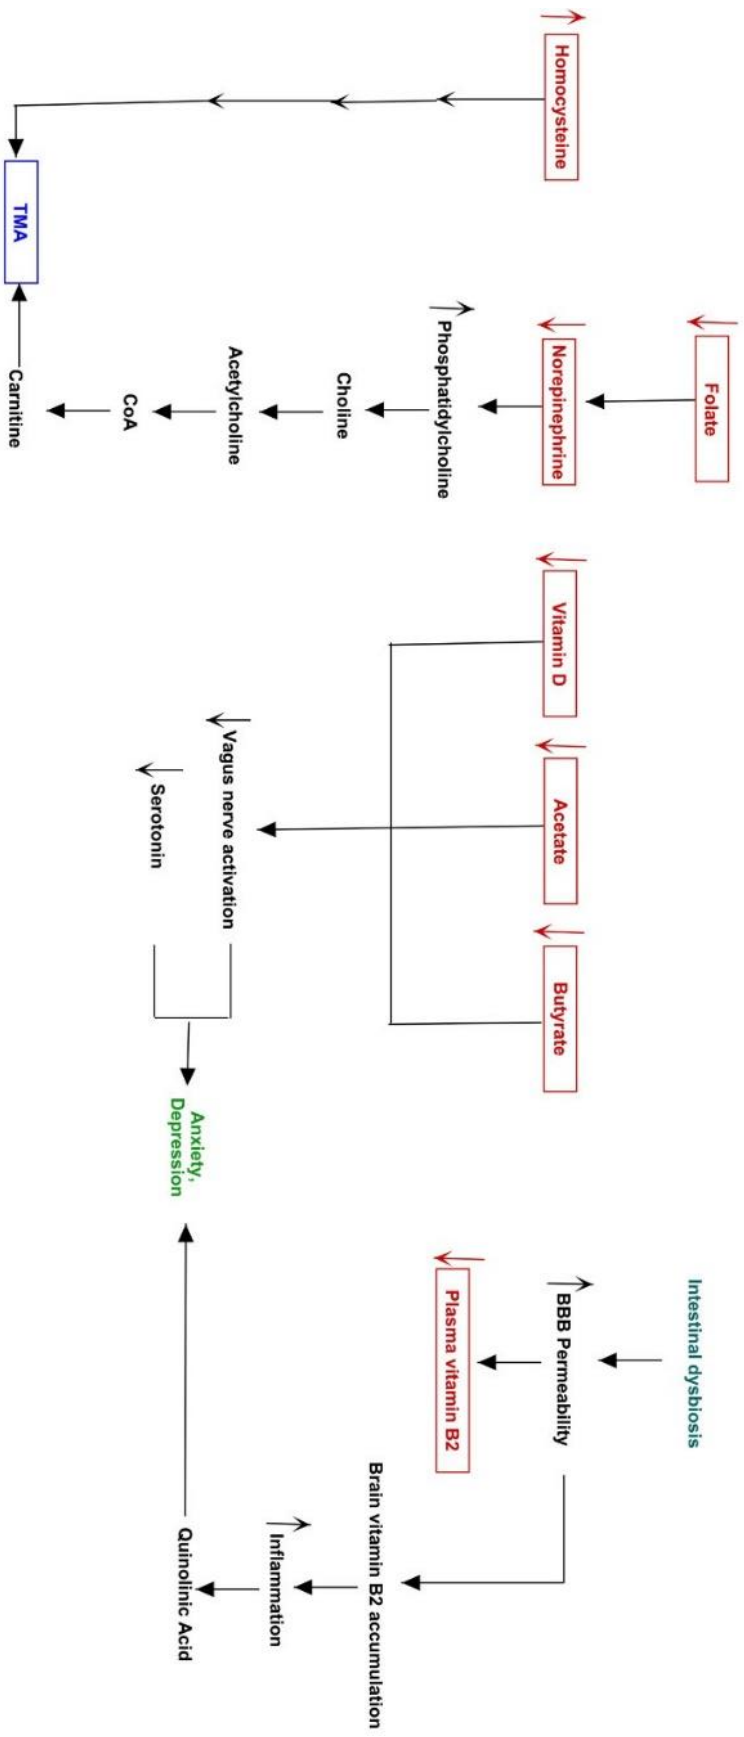 Intestinal dysbiosis
Folate
Homocysteine
Norepinephrine
Vitamin D
Acetate
Butyrate
BBB Permeability
Phosphatidylcholine
Plasma vitamin B2
Choline
Brain vitamin B2 accumulation
Acetylcholine
Vagus nerve activation
Inflammation
Serotonin
Anxiety,
Depression
Quinolinic Acid
CoA
TMA
Carnitine